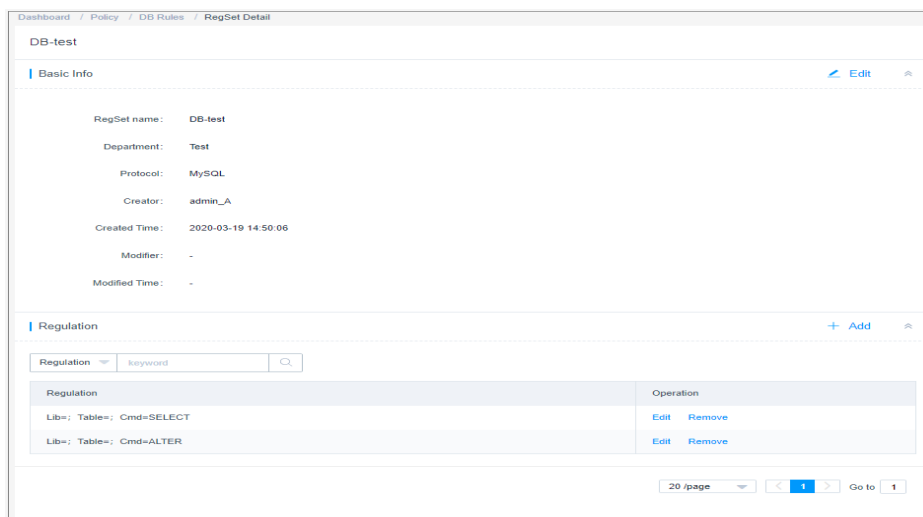 Dashboard / Policy / DB Rules / RegSet Detail
DB-test
Basic Info Edit
RegSet name: DB-test
Department: Test
Protocol: MySQL
Creator: admin_A
Created Time: 2020-03-19 14:50:06
Modifier: -
Modified Time: -
Regulation + Add
Regulation keyword
Regulation Operation
Lib=; Table=; Cmd=SELECT Edit Remove
Lib=; Table=; Cmd=ALTER Edit Remove
20 /page < 1 > Go to 1